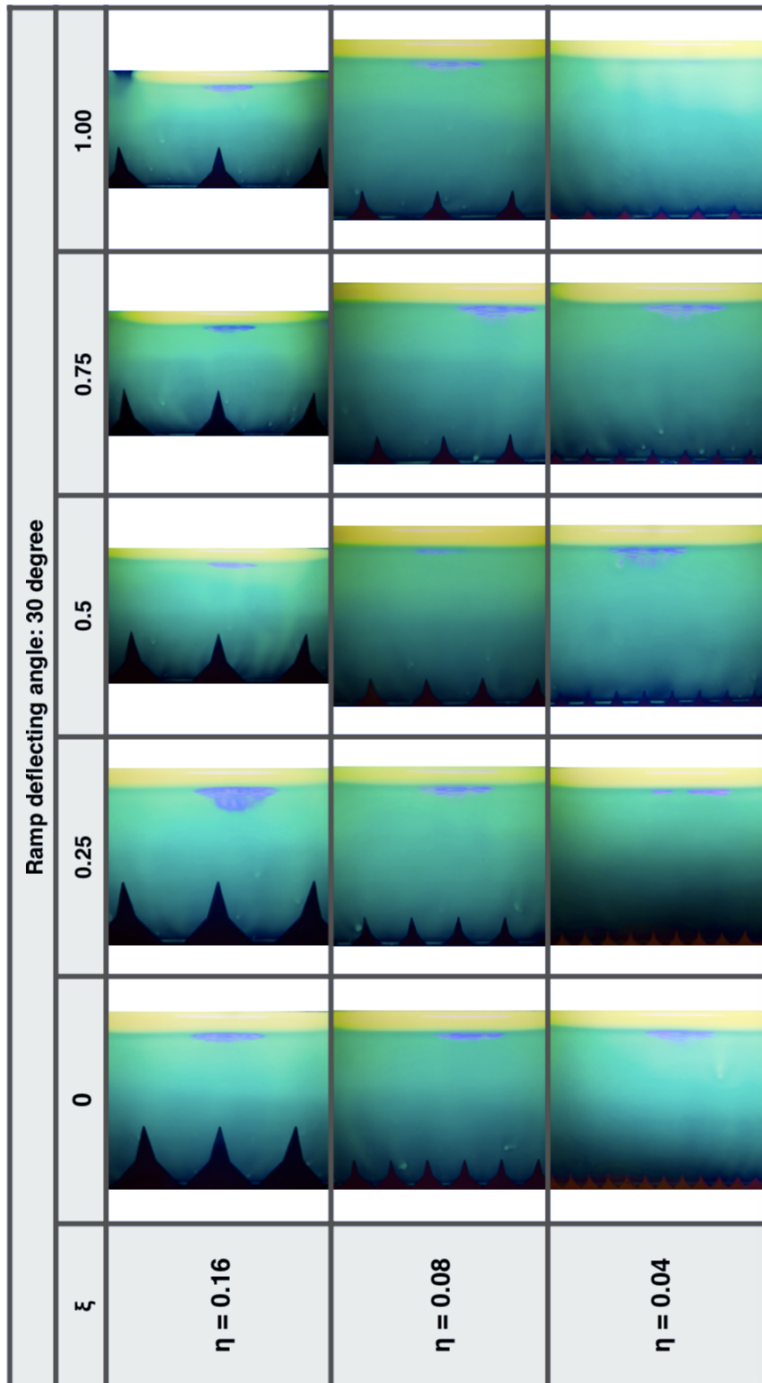 Ramp deflecting angle: 30 degree
ξ 0 0.25 0.5 0.75 1.00
η = 0.16
η = 0.08
η = 0.04